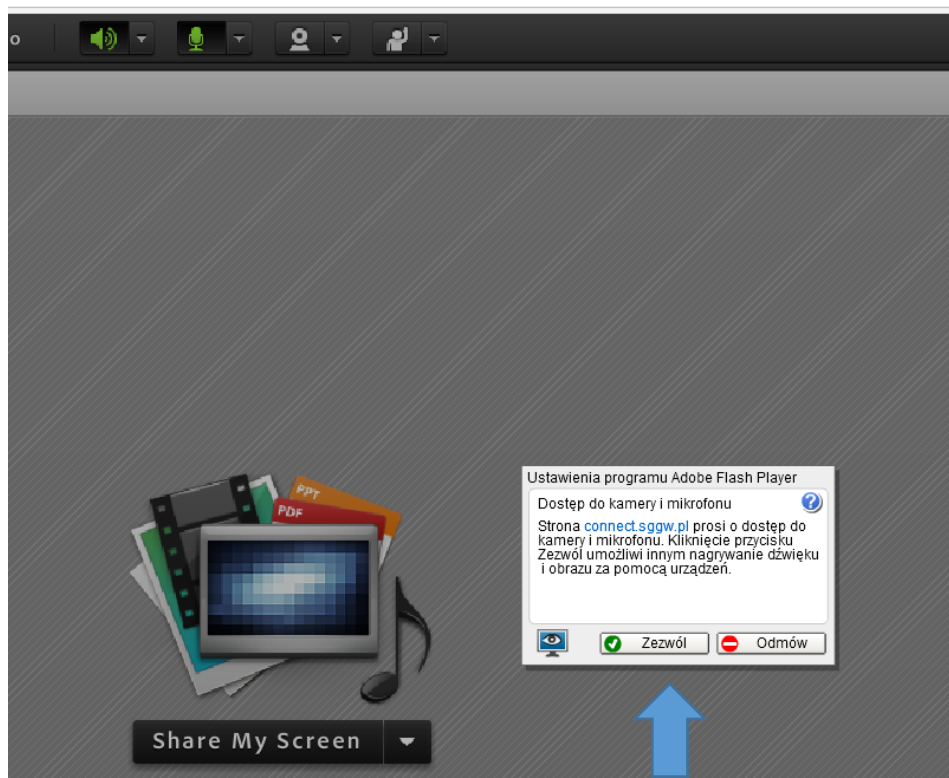 o
PPT
PDF
Ustawienia programu Adobe Flash Player
Dostęp do kamery i mikrofonu
?
Strona connect.sggw.pl prosi o dostęp do
kamery i mikrofonu. Kliknięcie przycisku
Zezwól umożliwi innym nagrywanie dźwięku
i obrazu za pomocą urządzeń.
Zezwól Odmów
Share My Screen